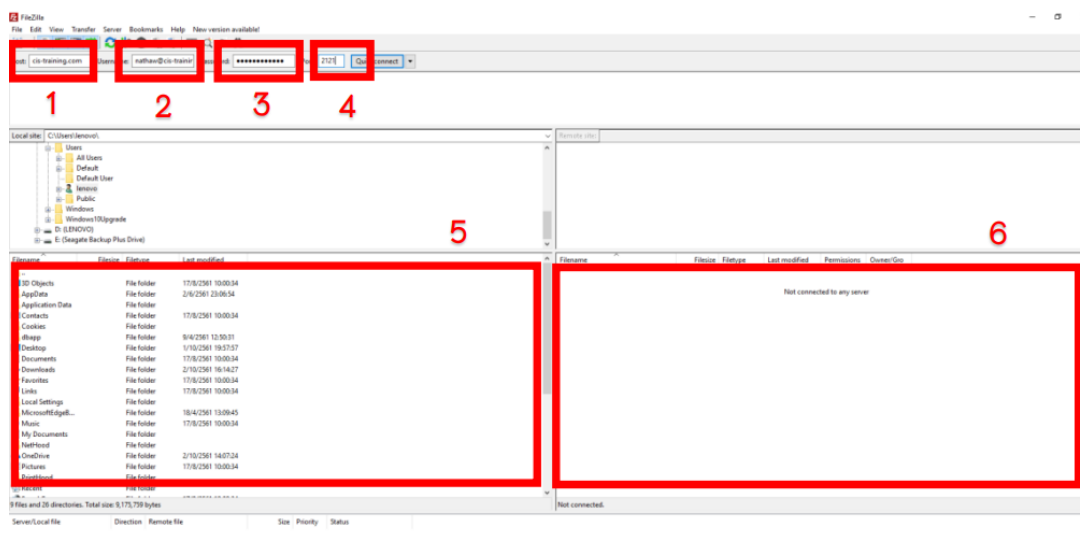 FileZilla
File Edit View Transfer Server Bookmarks Help New version available!
cis-training.com nathaw@cis-trainir 2121
1 2 3 4
Local site: C:\Users\lenovo\ Remote site:
Users
All Users
Default
Default User
lenovo
Public
Windows
Windows10Upgrade
D: (LENOVO)
E: (Seagate Backup Plus Drive)
5 6
Filename Filesize Filetype Last modified Filename Filesize Filetype Last modified Permissions Owner/Gro
..
3D Objects File folder 17/8/2561 10:00:34 Not connected to any server
AppData File folder 2/6/2561 23:06:54
Application Data File folder
Contacts File folder 17/8/2561 10:00:34
Cookies File folder
dbapp File folder 9/4/2561 12:50:31
Desktop File folder 1/10/2561 19:57:57
Documents File folder 17/8/2561 10:00:34
Downloads File folder 2/10/2561 16:14:27
Favorites File folder 17/8/2561 10:00:34
Links File folder 17/8/2561 10:00:34
Local Settings File folder
MicrosoftEdgeB... File folder 18/4/2561 13:09:45
Music File folder 17/8/2561 10:00:34
My Documents File folder
NetHood File folder
OneDrive File folder 2/10/2561 14:07:24
Pictures File folder 17/8/2561 10:00:34
PrintHood File folder
Recent File folder
9 files and 26 directories. Total size: 9,175,759 bytes Not connected.
Server/Local file Direction Remote file Size Priority Status